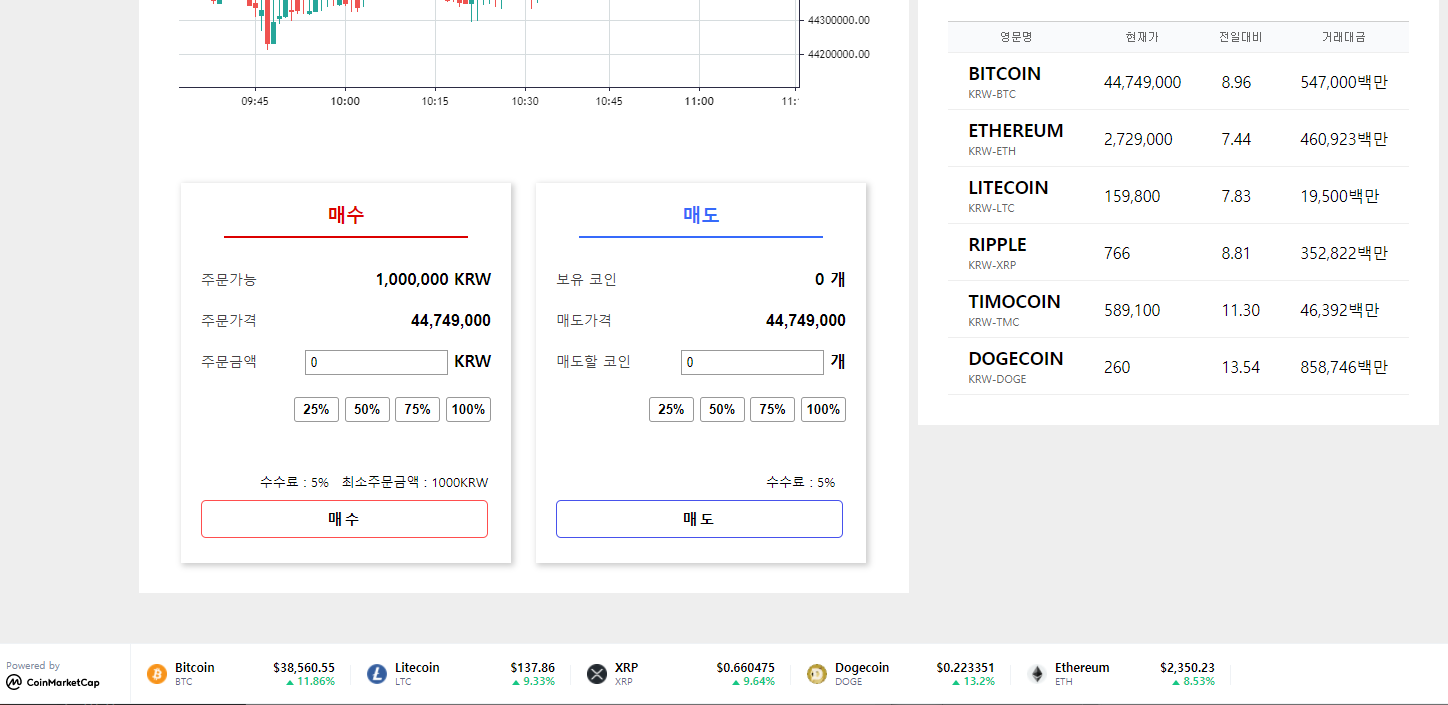 44300000.00
44200000.00
09:45 10:00 10:15 10:30 10:45 11:00 11:
매수
주문가능 1,000,000 KRW
주문가격 44,749,000
주문금액 0 KRW
25% 50% 75% 100%
수수료 : 5% 최소주문금액 : 1000KRW
매수
매도
보유 코인 0 개
매도가격 44,749,000
매도할 코인 0 개
25% 50% 75% 100%
수수료 : 5%
매도
영문명 현재가 전일대비 거래대금
BITCOIN 44,749,000 8.96 547,000백만
KRW-BTC
ETHEREUM 2,729,000 7.44 460,923백만
KRW-ETH
LITECOIN 159,800 7.83 19,500백만
KRW-LTC
RIPPLE 766 8.81 352,822백만
KRW-XRP
TIMOCOIN 589,100 11.30 46,392백만
KRW-TMC
DOGECOIN 260 13.54 858,746백만
KRW-DOGE
Powered by
CoinMarketCap
Bitcoin $38,560.55
BTC 11.86%
Litecoin $137.86
LTC 9.33%
XRP $0.660475
XRP 9.64%
Dogecoin $0.223351
DOGE 13.2%
Ethereum $2,350.23
ETH 8.53%